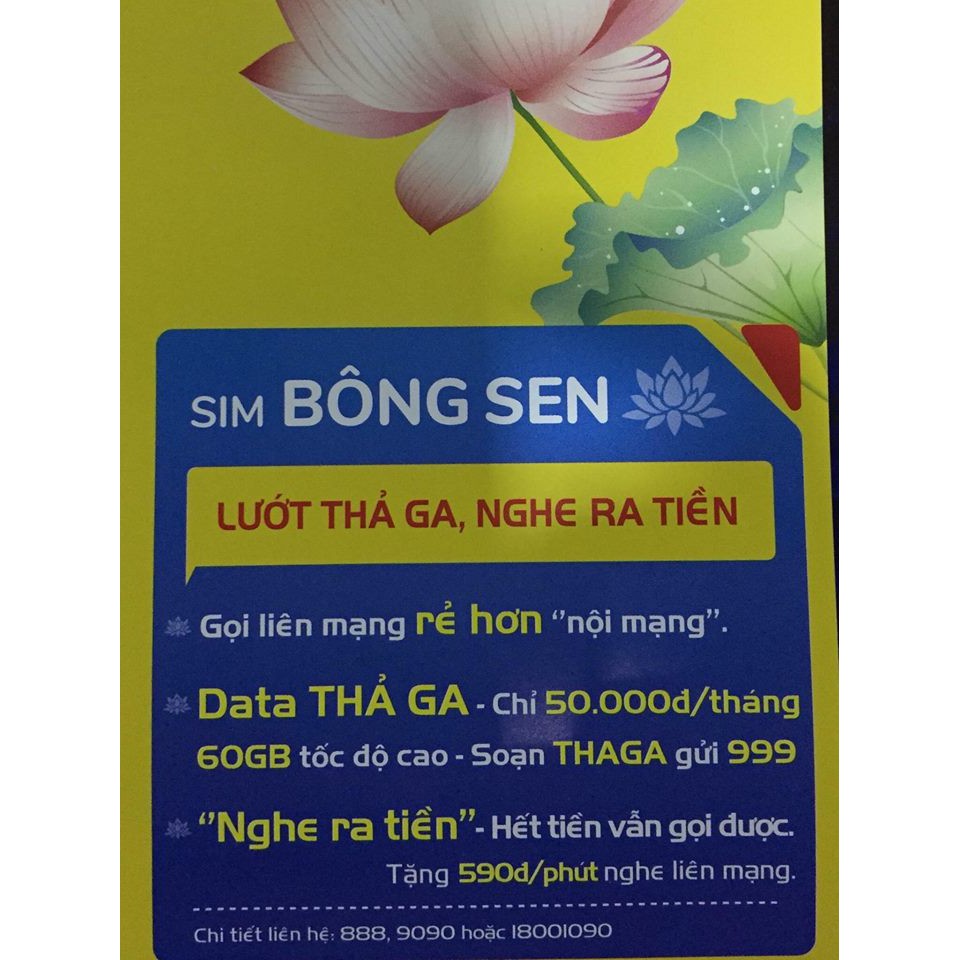 SIM BÔNG SEN
LƯỚT THẢ GA, NGHE RA TIỀN
Gọi liên mạng rẻ hơn "nội mạng".
Data THẢ GA - Chỉ 50.000đ/tháng
60GB tốc độ cao - Soạn THAGA gửi 999
"Nghe ra tiền" - Hết tiền vẫn gọi được.
Tặng 590đ/phút nghe liên mạng.
Chi tiết liên hệ: 888, 9090 hoặc 18001090